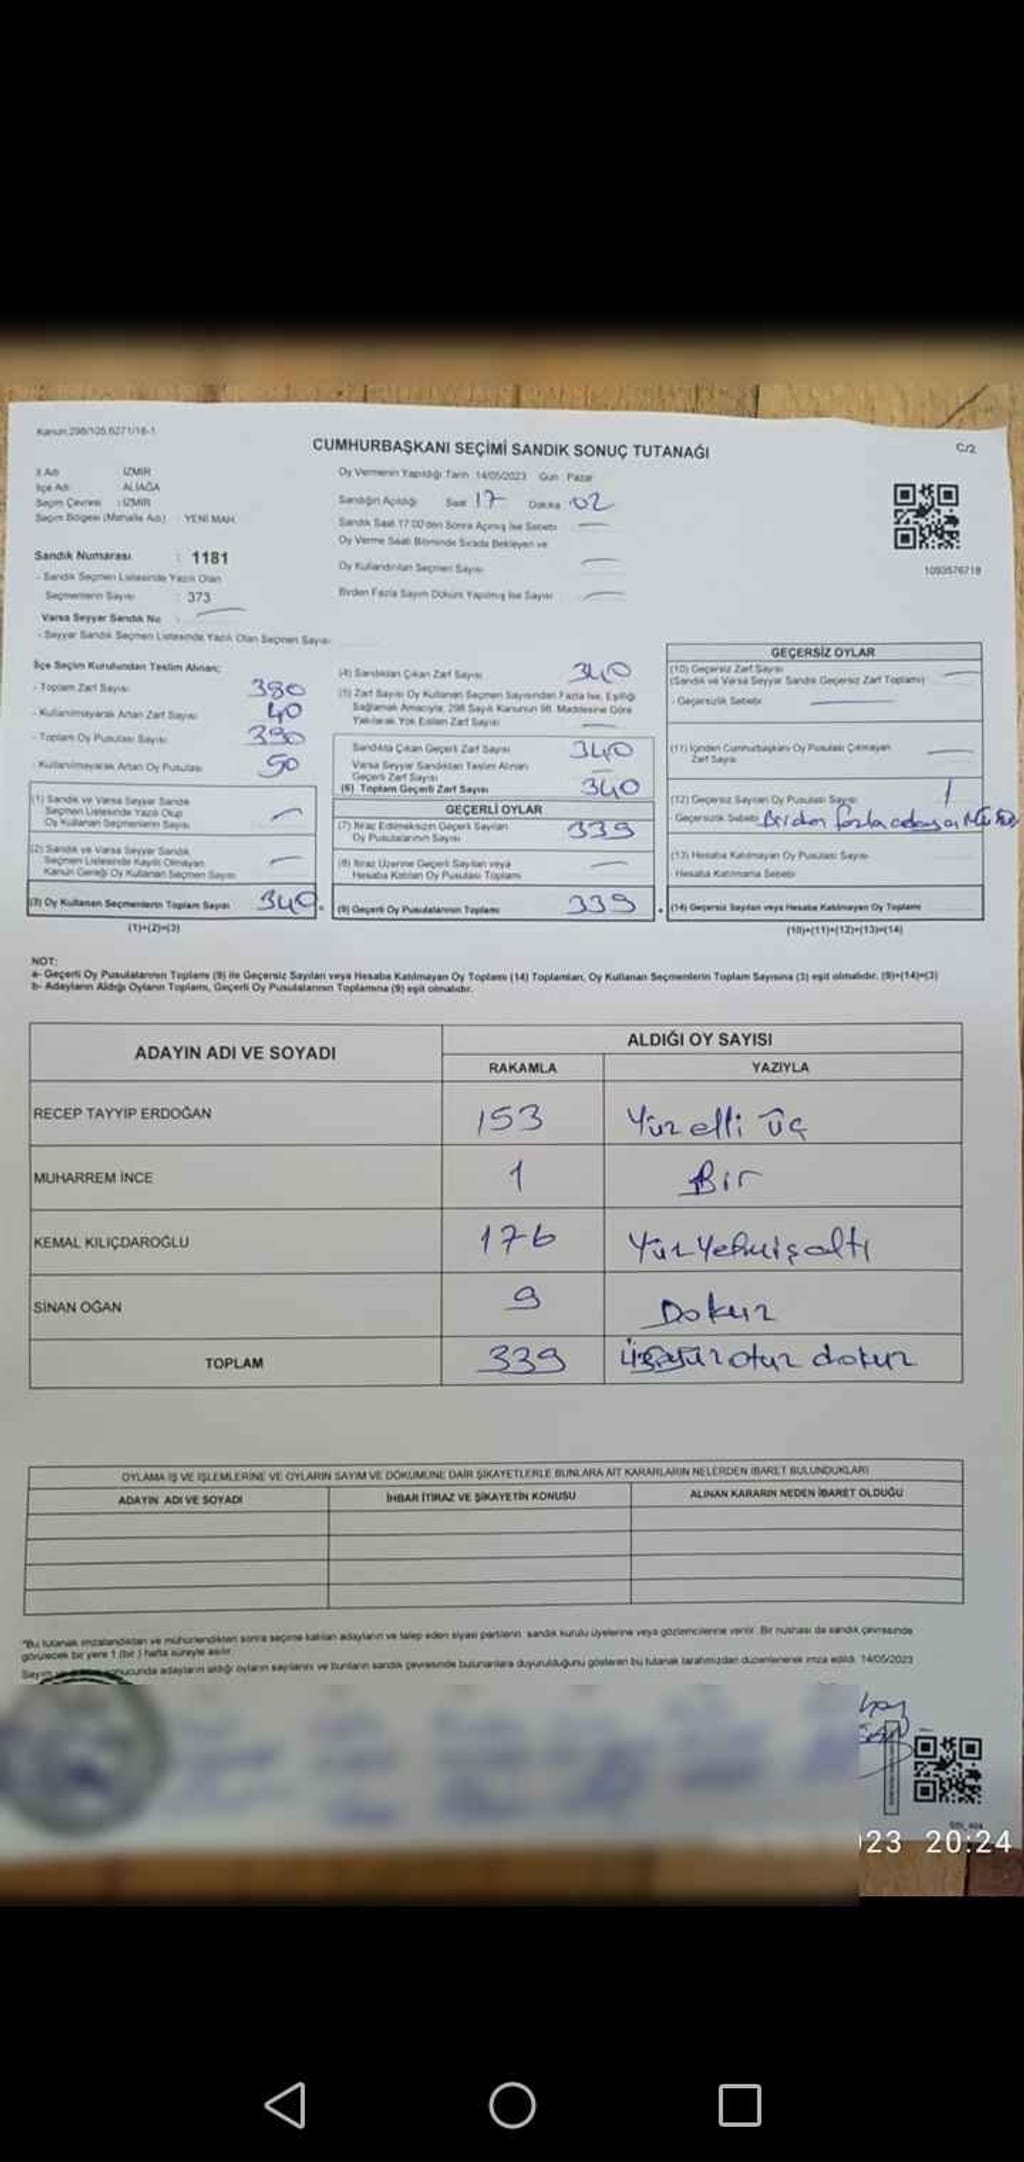 Kanun:298/105,6271/18-1
CUMHURBAŞKANI SEÇİMİ SANDIK SONUÇ TUTANAĞI
C/2
İl Adı İZMİR
İlçe Adı ALİAĞA
Seçim Çevresi : İZMİR
Seçim Bölgesi (Mahalle Adı) : YENİ MAH.
Oy Vermenin Yapıldığı Tarih 14/05/2023 Gün : Pazar
Sandığın Açıldığı Saat 17 Dakika 02
Sandık Saat 17.00'den Sonra Açılmış İse Sebebi
Oy Verme Saati Bitiminde Sırada Bekleyen ve
Oy Kullandırılan Seçmen Sayısı
Birden Fazla Sayım Döküm Yapılmış İse Sayısı
1093576718
Sandık Numarası : 1181
- Sandık Seçmen Listesinde Yazılı Olan
Seçmenlerin Sayısı : 373
Varsa Seyyar Sandık No
- Seyyar Sandık Seçmen Listesinde Yazılı Olan Seçmen Sayısı
İlçe Seçim Kurulundan Teslim Alınan;
- Toplam Zarf Sayısı 380
- Kullanılmayarak Artan Zarf Sayısı 40
- Toplam Oy Pusulası Sayısı 390
- Kullanılmayarak Artan Oy Pusulası 50
(1) Sandık ve Varsa Seyyar Sandık
Seçmen Listesinde Yazılı Olup
Oy Kullanan Seçmenlerin Sayısı
(2) Sandık ve Varsa Seyyar Sandık
Seçmen Listesinde Kayıtlı Olmayan
Kanun Gereği Oy Kullanan Seçmen Sayısı
(3) Oy Kullanan Seçmenlerin Toplam Sayısı 340
(1)+(2)=(3)
(4) Sandıktan Çıkan Zarf Sayısı 340
(5) Zarf Sayısı Oy Kullanan Seçmen Sayısından Fazla İse, Eşitliği
Sağlamak Amacıyla, 298 Sayılı Kanunun 98. Maddesine Göre
Yakılarak Yok Edilen Zarf Sayısı
Sandıkta Çıkan Geçerli Zarf Sayısı 340
Varsa Seyyar Sandıktan Teslim Alınan
Geçerli Zarf Sayısı
(6) Toplam Geçerli Zarf Sayısı 340
GEÇERLİ OYLAR
(7) İtiraz Edilmeksizin Geçerli Sayılan
Oy Pusulalarının Sayısı 339
(8) İtiraz Üzerine Geçerli Sayılan veya
Hesaba Katılan Oy Pusulası Toplamı
(9) Geçerli Oy Pusulalarının Toplamı 339
GEÇERSİZ OYLAR
(10) Geçersiz Zarf Sayısı
(Sandık ve Varsa Seyyar Sandık Geçersiz Zarf Toplamı)
- Geçersizlik Sebebi
(11) İçinden Cumhurbaşkanı Oy Pusulası Çıkmayan
Zarf Sayısı
(12) Geçersiz Sayılan Oy Pusulası Sayısı 1
- Geçersizlik Sebebi Birden fazla adaya
(13) Hesaba Katılmayan Oy Pusulası Sayısı
- Hesaba Katılmama Sebebi
(14) Geçersiz Sayılan veya Hesaba Katılmayan Oy Toplamı
(10)+(11)+(12)+(13)=(14)
NOT:
a- Geçerli Oy Pusulalarının Toplamı (9) ile Geçersiz Sayılan veya Hesaba Katılmayan Oy Toplamı (14) Toplamları, Oy Kullanan Seçmenlerin Toplam Sayısına (3) eşit olmalıdır. (9)+(14)=(3)
b- Adayların Aldığı Oyların Toplamı, Geçerli Oy Pusulalarının Toplamına (9) eşit olmalıdır.
ADAYIN ADI VE SOYADI
ALDIĞI OY SAYISI
RAKAMLA YAZIYLA
RECEP TAYYİP ERDOĞAN 153 Yüz elli üç
MUHARREM İNCE 1 Bir
KEMAL KILIÇDAROĞLU 176 Yüz Yetmiş altı
SİNAN OĞAN 9 Dokuz
TOPLAM 339 üçyüz otuz dokuz
OYLAMA İŞ VE İŞLEMLERİNE VE OYLARIN SAYIM VE DÖKÜMÜNE DAİR ŞİKAYETLERLE BUNLARA AİT KARARLARIN NELERDEN İBARET BULUNDUKLARI
ADAYIN ADI VE SOYADI İHBAR İTİRAZ VE ŞİKAYETİN KONUSU ALINAN KARARIN NEDEN İBARET OLDUĞU
"Bu tutanak imzalandıktan ve mühürlendikten sonra seçime katılan adayların ve talep eden siyasi partilerin, sandık kurulu üyelerine veya gözlemcilerine verilir. Bir nüshası da sandık çevresinde
görülecek bir yere 1 (bir ) hafta süreyle asılır.
Sayım sonucunda adayların aldığı oyların sayılarını ve bunların sandık çevresinde bulunanlara duyurulduğunu gösteren bu tutanak tarafımızdan düzenlenerek imza edildi. 14/05/2023
23 20:24